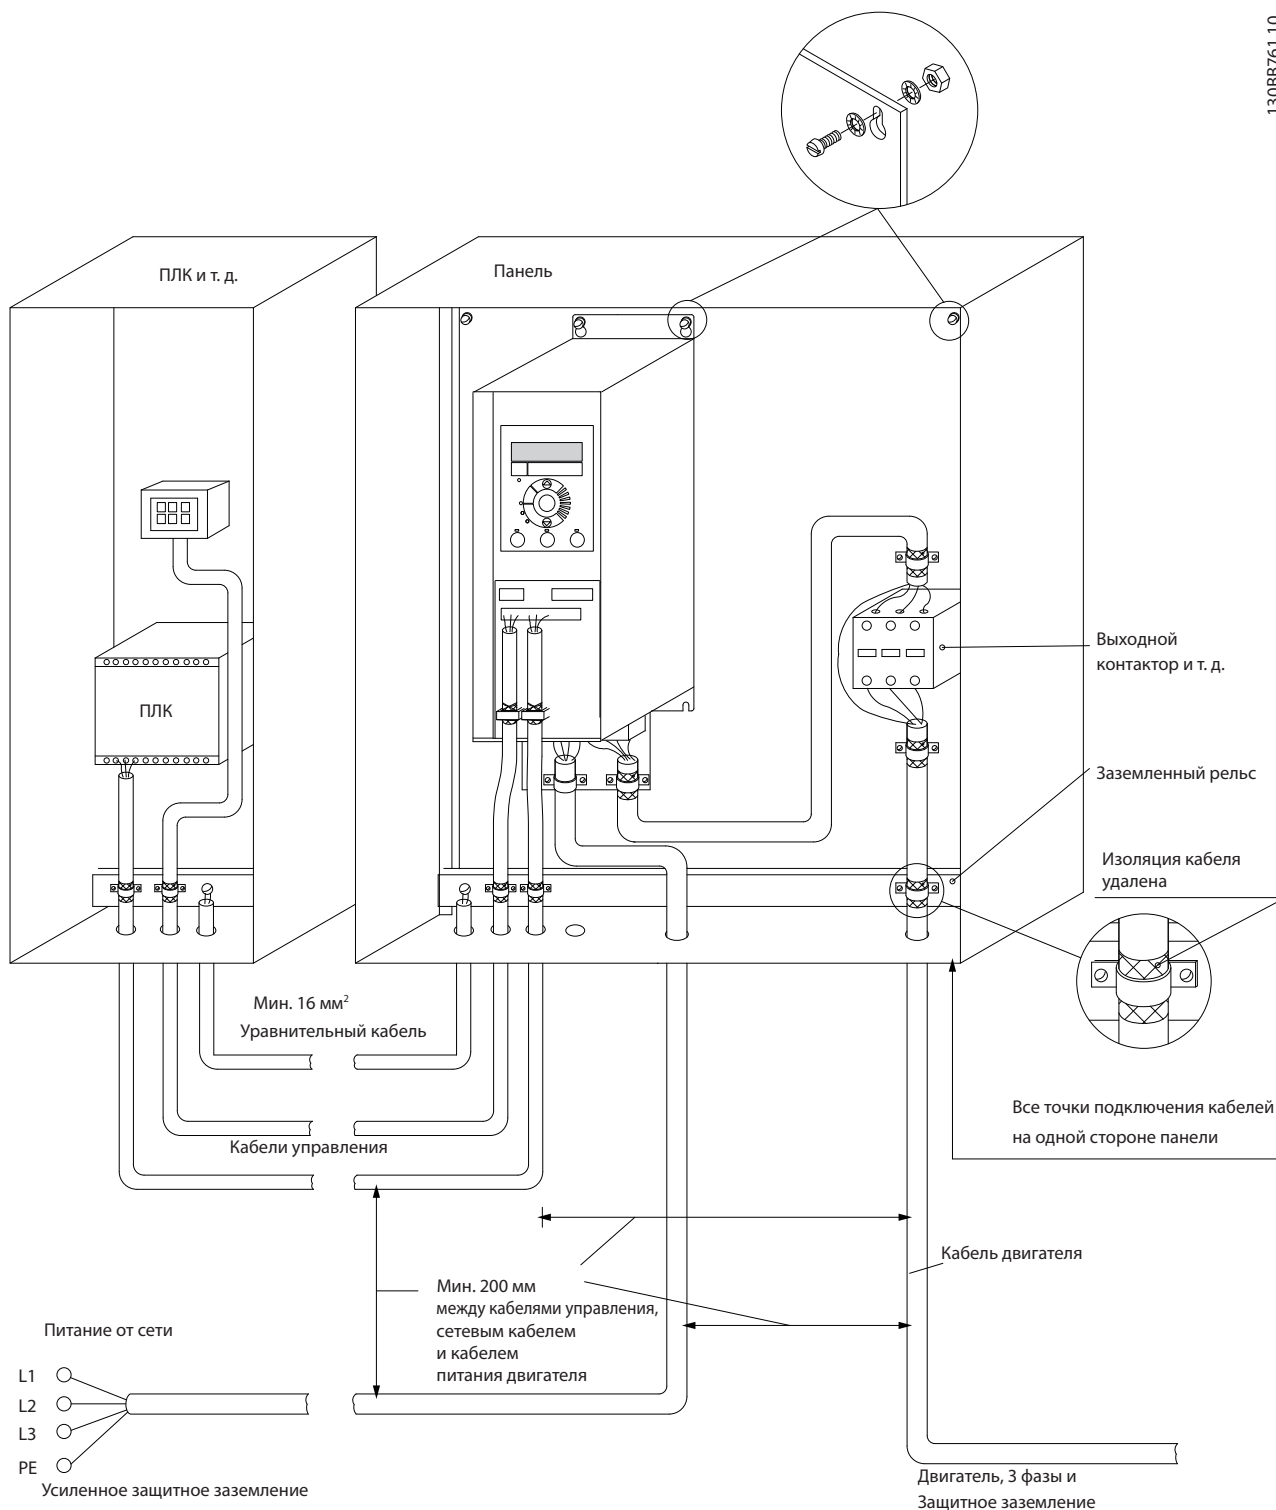 130BB761.10
ПЛК и т. д.
Панель
ПЛК
Выходной
контактор и т. д.
Заземленный рельс
Изоляция кабеля
удалена
Мин. 16 мм²
Уравнительный кабель
Все точки подключения кабелей
на одной стороне панели
Кабели управления
Кабель двигателя
Мин. 200 мм
между кабелями управления,
сетевым кабелем
и кабелем
питания двигателя
Питание от сети
L1
L2
L3
PE
Усиленное защитное заземление
Двигатель, 3 фазы и
Защитное заземление